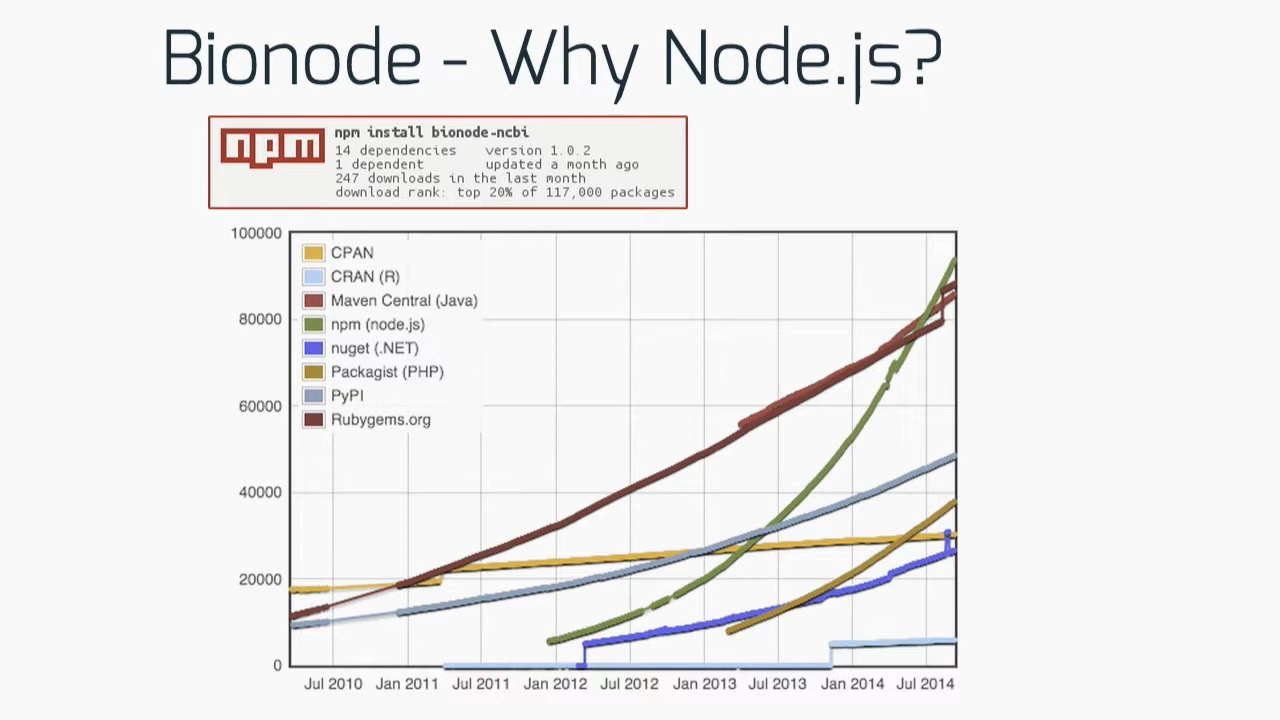 Bionode - Why Node.js?
npm
npm install bionode-ncbi
14 dependencies version 1.0.2
1 dependent updated a month ago
247 downloads in the last month
download rank: top 20% of 117,000 packages
100000
80000
60000
40000
20000
0
CPAN
CRAN (R)
Maven Central (Java)
npm (node.js)
nuget (.NET)
Packagist (PHP)
PyPI
Rubygems.org
Jul 2010 Jan 2011 Jul 2011 Jan 2012 Jul 2012 Jan 2013 Jul 2013 Jan 2014 Jul 2014